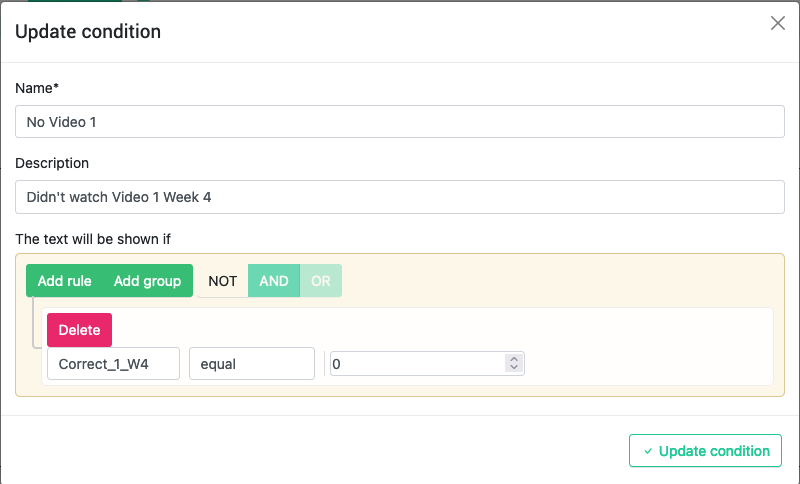 Update condition
Name*
No Video 1
Description
Didn't watch Video 1 Week 4
The text will be shown if
Add rule Add group NOT AND OR
Delete
Correct_1_W4 equal 0
Update condition